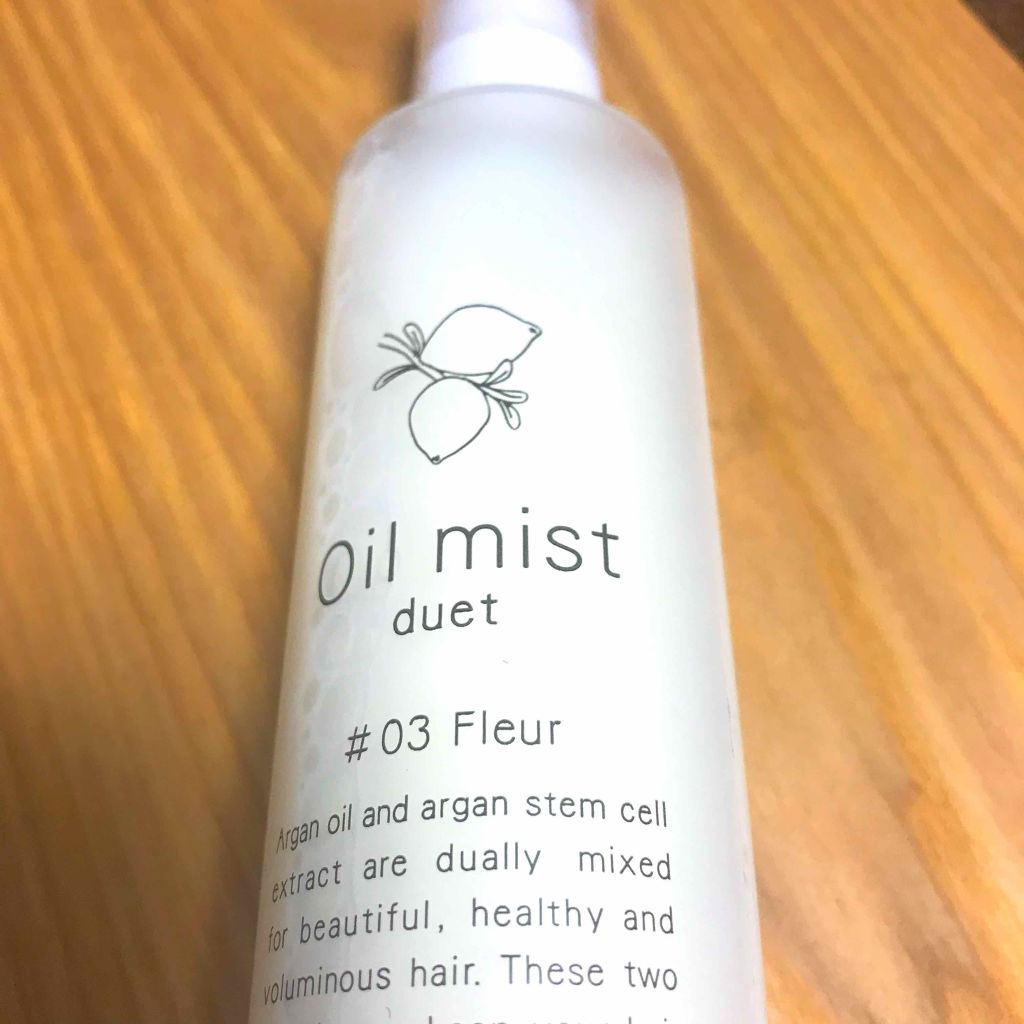 Oil mist
duet
#03 Fleur
Argan oil and argan stem cell
extract are dually mixed
for beautiful, healthy and
voluminous hair. These two